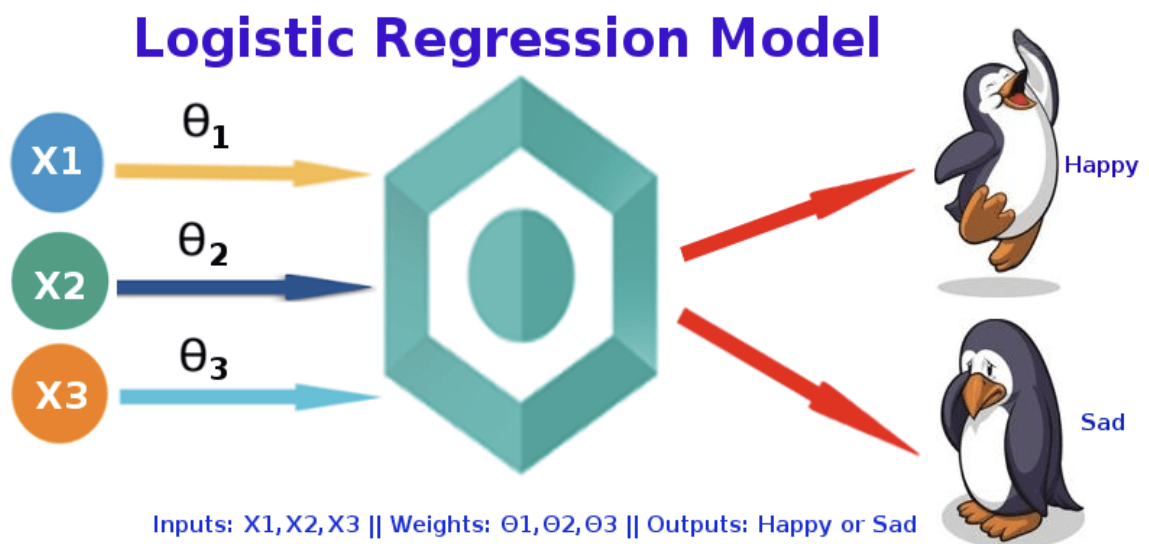 Logistic Regression Model
X1
θ1
X2
θ2
X3
θ3
Happy
Sad
Inputs: X1,X2,X3 || Weights: Θ1,Θ2,Θ3 || Outputs: Happy or Sad